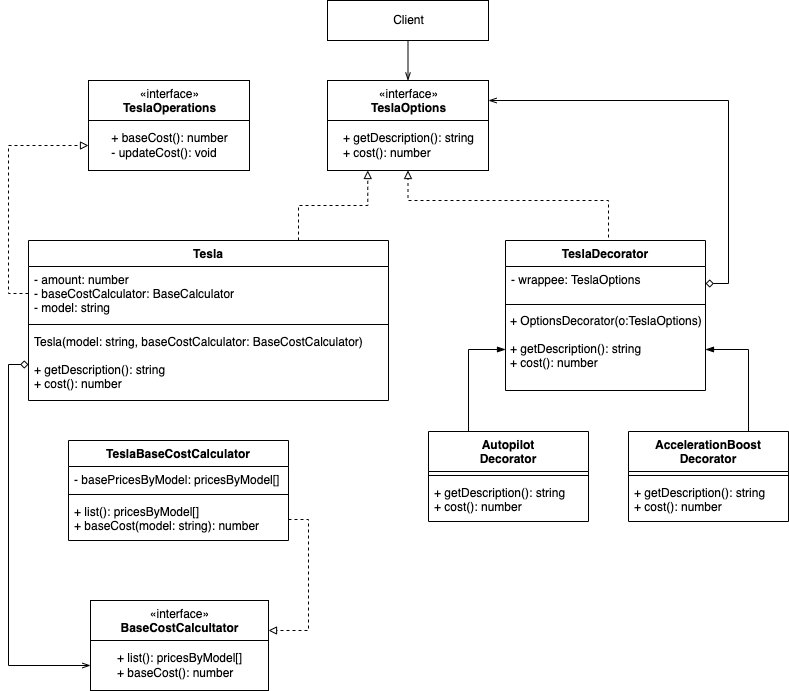 Client
«interface»
TeslaOperations
+ baseCost(): number
- updateCost(): void
«interface»
TeslaOptions
+ getDescription(): string
+ cost(): number
Tesla
- amount: number
- baseCostCalculator: BaseCalculator
- model: string
Tesla(model: string, baseCostCalculator: BaseCostCalculator)
+ getDescription(): string
+ cost(): number
TeslaDecorator
- wrappee: TeslaOptions
+ OptionsDecorator(o:TeslaOptions)
+ getDescription(): string
+ cost(): number
TeslaBaseCostCalculator
- basePricesByModel: pricesByModel[]
+ list(): pricesByModel[]
+ baseCost(model: string): number
Autopilot
Decorator
+ getDescription(): string
+ cost(): number
AccelerationBoost
Decorator
+ getDescription(): string
+ cost(): number
«interface»
BaseCostCalcultator
+ list(): pricesByModel[]
+ baseCost(): number